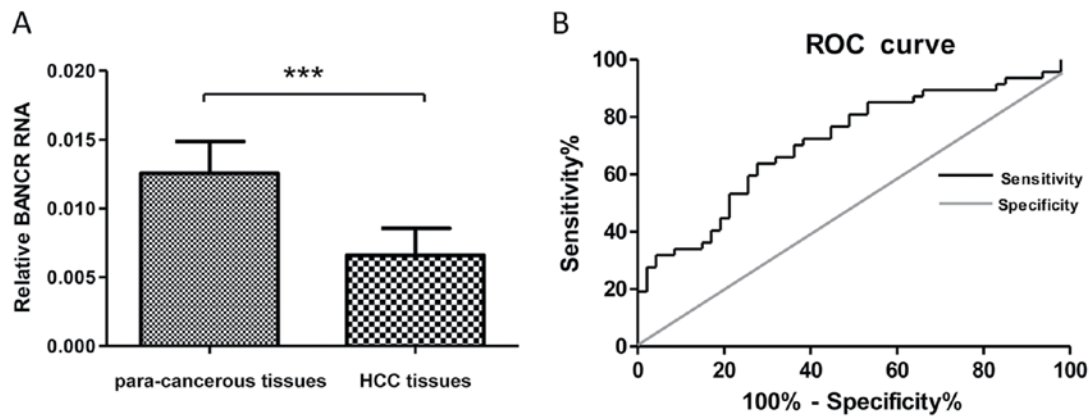 A
Relative BANCR RNA
0.020
0.015
0.010
0.005
0.000
***
para-cancerous tissues
HCC tissues
B
ROC curve
Sensitivity%
100
80
60
40
20
0
Sensitivity
Specificity
0 20 40 60 80 100
100% - Specificity%